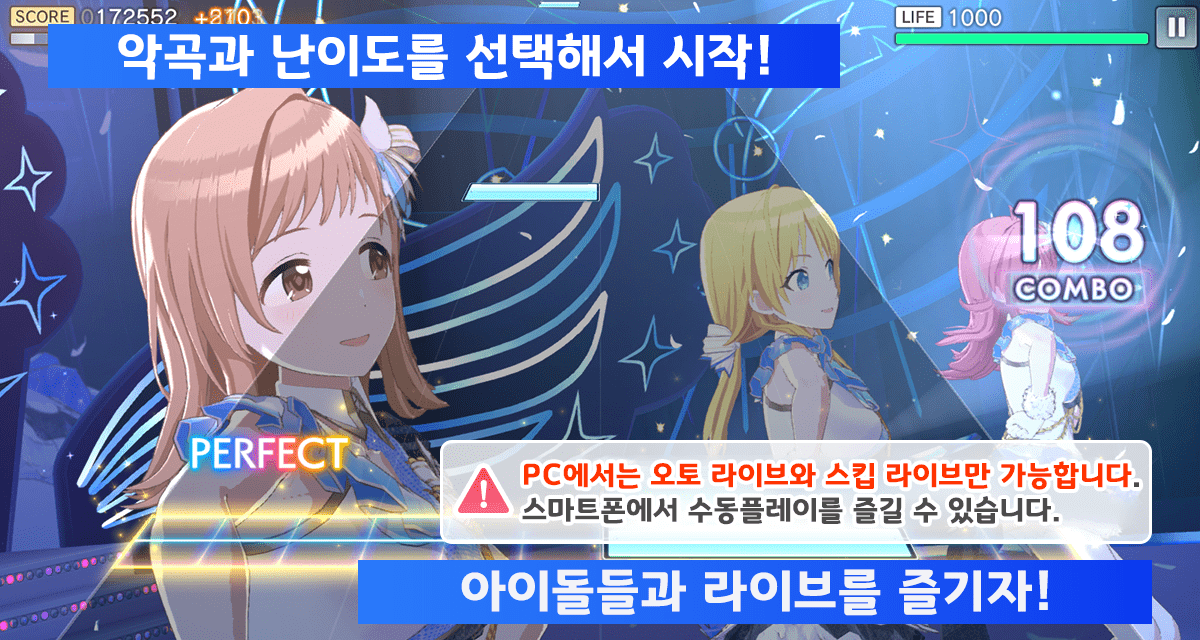 SCORE 0172552 +2103
LIFE 1000
악곡과 난이도를 선택해서 시작!
108
COMBO
PERFECT
PC에서는 오토 라이브와 스킵 라이브만 가능합니다.
스마트폰에서 수동플레이를 즐길 수 있습니다.
아이돌들과 라이브를 즐기자!